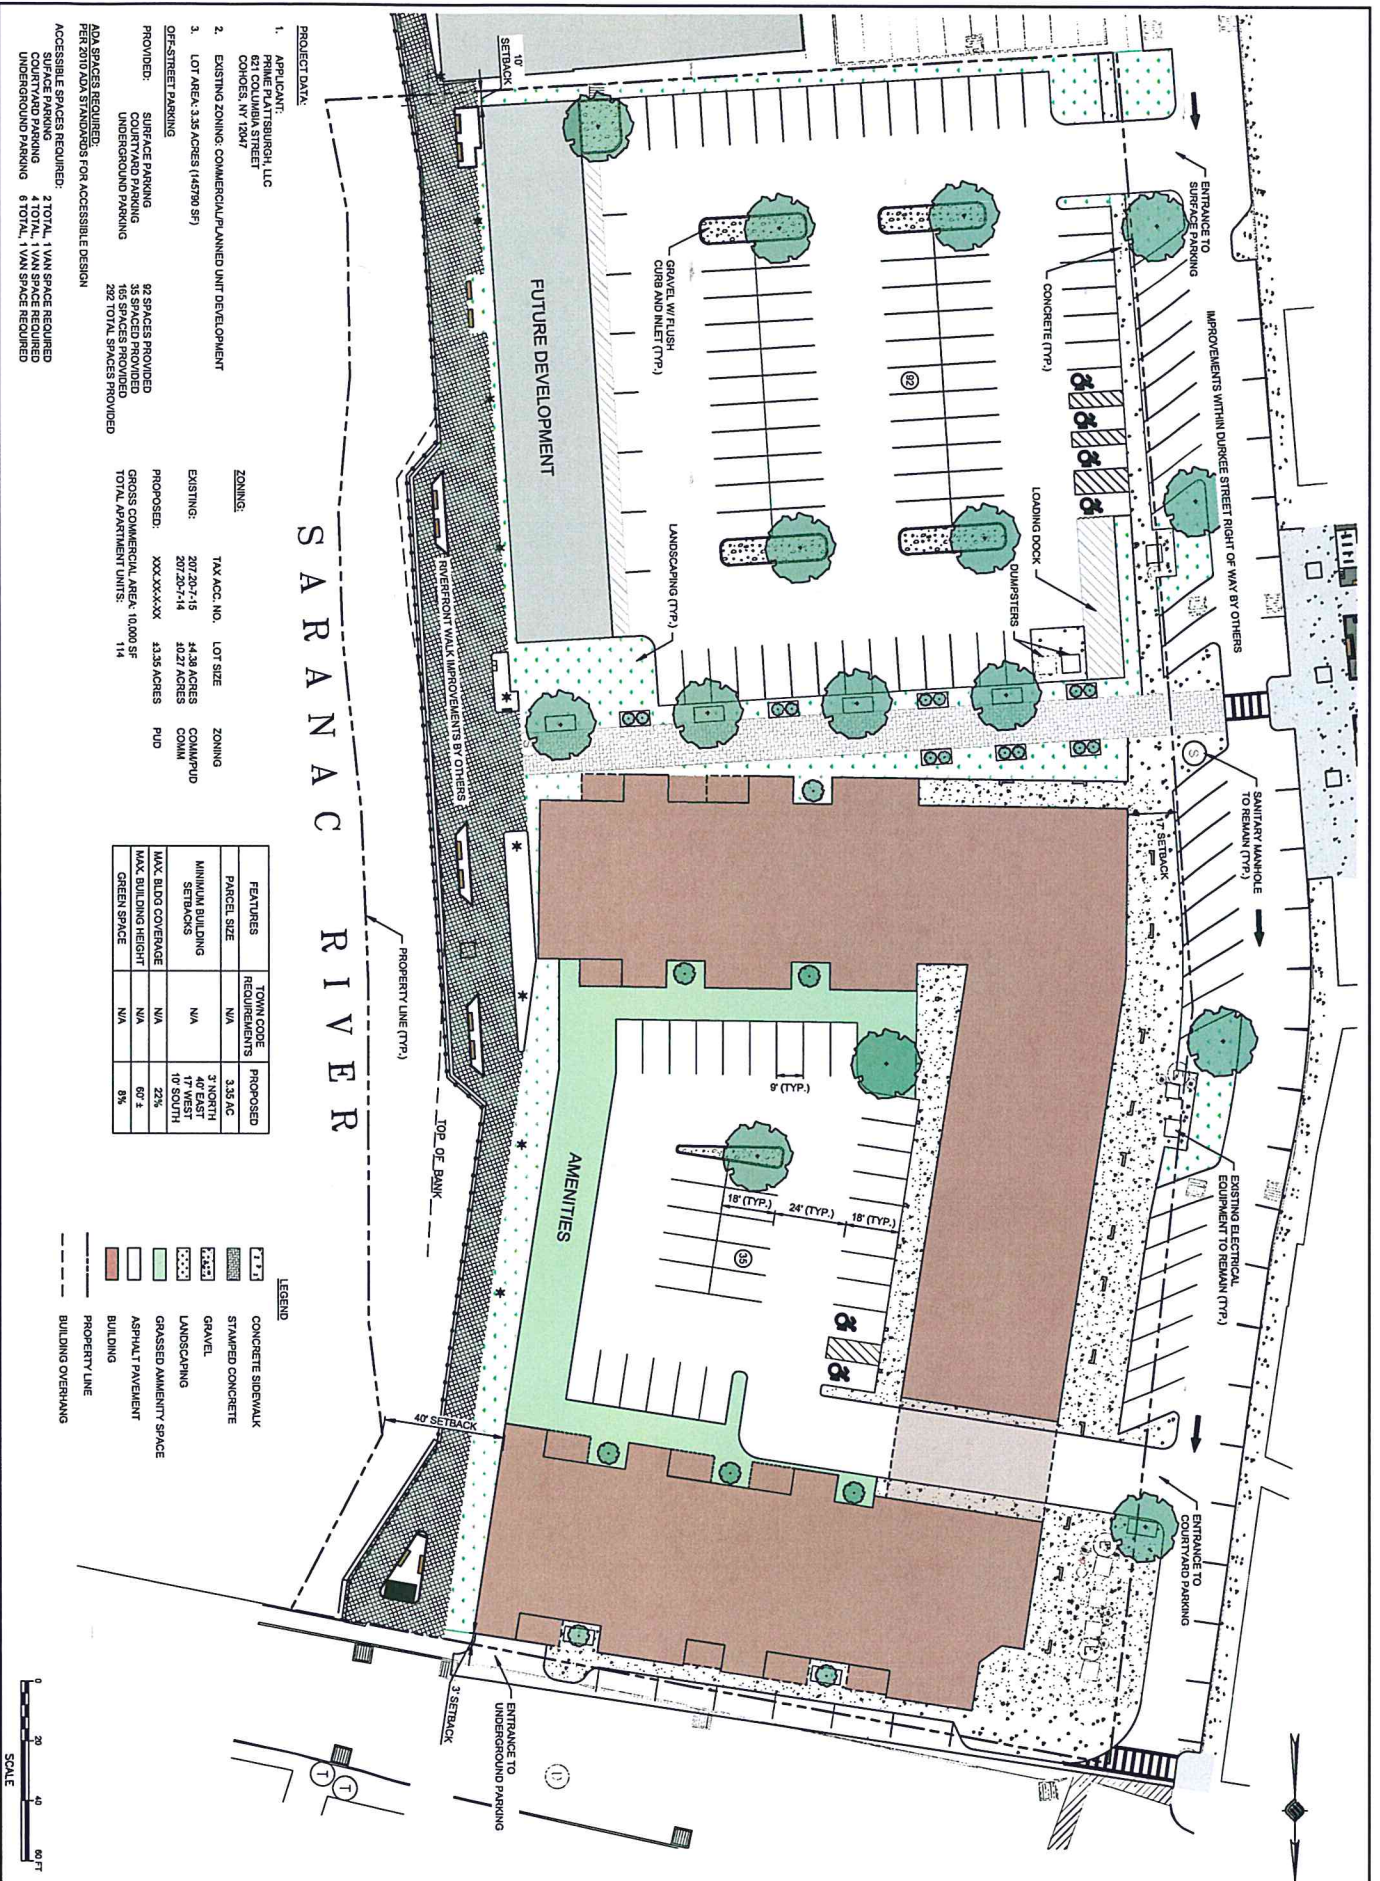 ENTRANCE TO
SURFACE PARKING
IMPROVEMENTS WITHIN DURKEE STREET RIGHT OF WAY BY OTHERS
CONCRETE (TYP.)
LOADING DOCK
DUMPSTERS
SANITARY MANHOLE
TO REMAIN (TYP.)
S
17' SETBACK
EXISTING ELECTRICAL
EQUIPMENT TO REMAIN (TYP.)
ENTRANCE TO
COURTYARD PARKING
10'
SETBACK
GRAVEL W/ FLUSH
CURB AND INLET (TYP.)
92
FUTURE DEVELOPMENT
LANDSCAPING (TYP.)
RIVERFRONT WALK IMPROVEMENTS BY OTHERS
9' (TYP.)
18' (TYP.)
24' (TYP.)
18' (TYP.)
35
AMENITIES
40' SETBACK
3' SETBACK
ENTRANCE TO
UNDERGROUND PARKING
D
T
T
PROPERTY LINE (TYP.)
TOP OF BANK
SARANAC RIVER
PROJECT DATA:
1. APPLICANT:
PRIME PLATTSBURGH, LLC
621 COLUMBIA STREET
COHOES, NY 12047
2. EXISTING ZONING: COMMERCIAL/PLANNED UNIT DEVELOPMENT
3. LOT AREA: 3.35 ACRES (145790 SF)
OFF-STREET PARKING
PROVIDED: SURFACE PARKING 92 SPACES PROVIDED
COURTYARD PARKING 35 SPACED PROVIDED
UNDERGROUND PARKING 165 SPACES PROVIDED
292 TOTAL SPACES PROVIDED
ADA SPACES REQUIRED:
PER 2010 ADA STANDARDS FOR ACCESSIBLE DESIGN
ACCESSIBLE SPACES REQUIRED:
SURFACE PARKING 2 TOTAL, 1 VAN SPACE REQUIRED
COURTYARD PARKING 4 TOTAL, 1 VAN SPACE REQUIRED
UNDERGROUND PARKING 6 TOTAL, 1 VAN SPACE REQUIRED
ZONING:
TAX ACC. NO. LOT SIZE ZONING
EXISTING: 207.20-7-15 ±4.38 ACRES COMM/PUD
207.20-7-14 ±0.27 ACRES COMM
PROPOSED: XXX.XX-X-XX ±3.35 ACRES PUD
GROSS COMMERCIAL AREA: 10,000 SF
TOTAL APARTMENT UNITS: 114
FEATURES TOWN CODE REQUIREMENTS PROPOSED
PARCEL SIZE N/A 3.35 AC
MINIMUM BUILDING SETBACKS N/A 3' NORTH
40' EAST
17' WEST
10' SOUTH
MAX. BLDG COVERAGE N/A 22%
MAX. BUILDING HEIGHT N/A 60' ±
GREEN SPACE N/A 8%
LEGEND
CONCRETE SIDEWALK
STAMPED CONCRETE
GRAVEL
LANDSCAPING
GRASSED AMMENITY SPACE
ASPHALT PAVEMENT
BUILDING
PROPERTY LINE
BUILDING OVERHANG
0 20 40 60 FT
SCALE